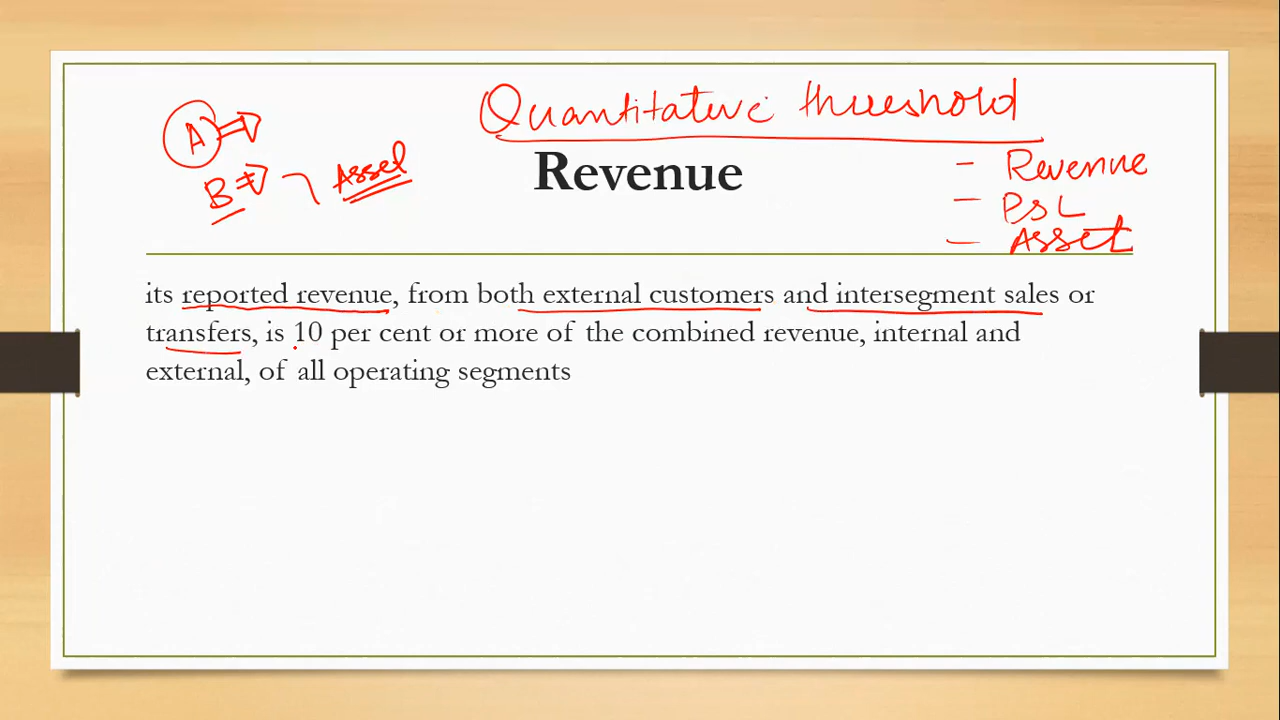 Quantitative threshold
A
B
Asset
Revenue
- Revenue
- P&L
- Asset
its reported revenue, from both external customers and intersegment sales or
transfers, is 10 per cent or more of the combined revenue, internal and
external, of all operating segments